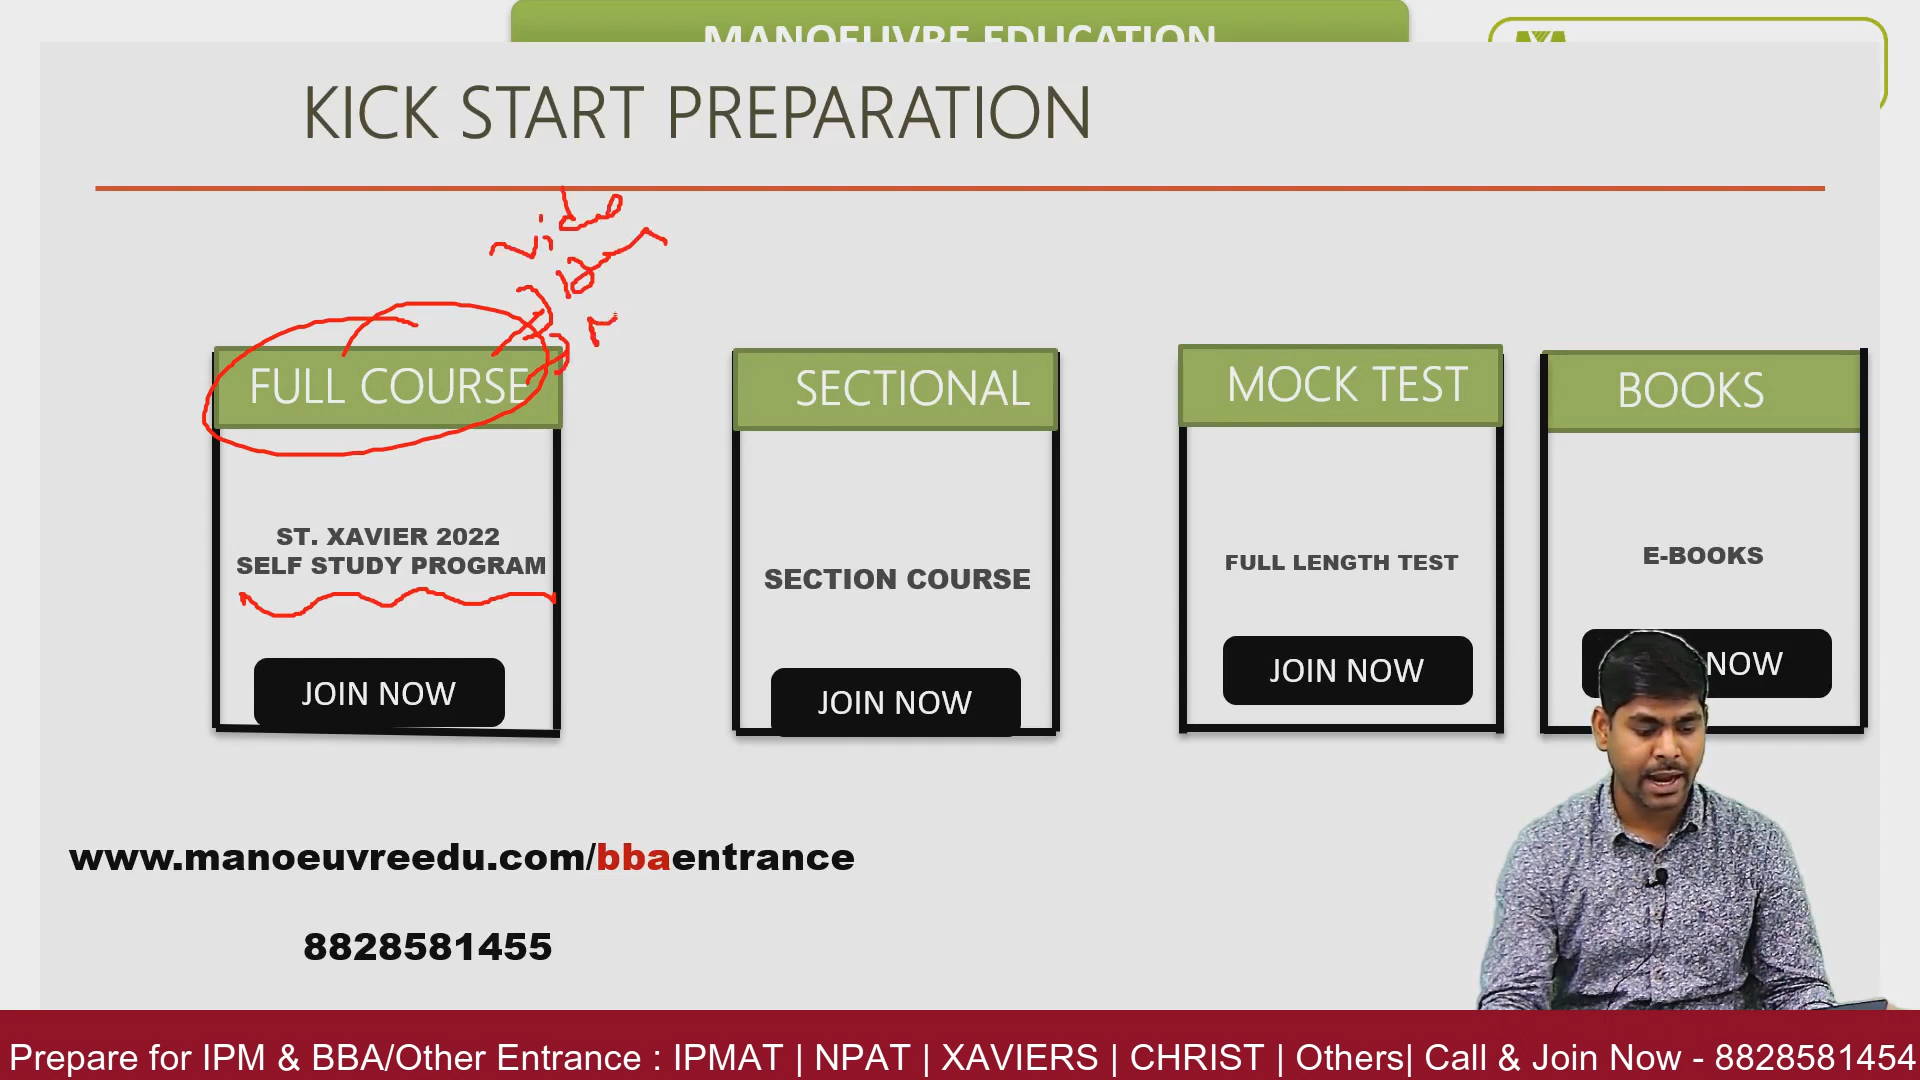 MANOEUVRE EDUCATION
KICK START PREPARATION
FULL COURSE
ST. XAVIER 2022
SELF STUDY PROGRAM
JOIN NOW
SECTIONAL
SECTION COURSE
JOIN NOW
MOCK TEST
FULL LENGTH TEST
JOIN NOW
BOOKS
E-BOOKS
NOW
www.manoeuvreedu.com/bbaentrance
8828581455
Prepare for IPM & BBA/Other Entrance : IPMAT | NPAT | XAVIERS | CHRIST | Others| Call & Join Now - 8828581454